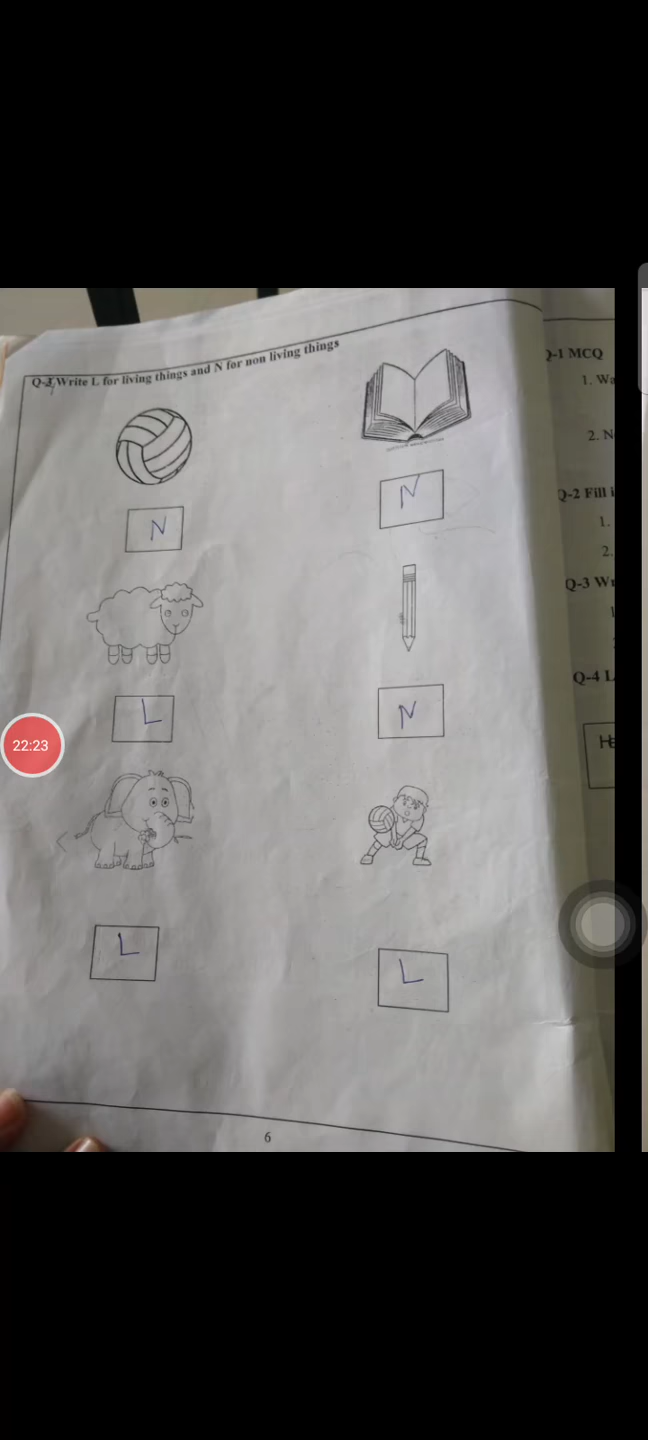 Q-2, Write L for living things and N for non living things
N
N
L
N
L
L
6
Q-1 MCQ
1.
2.
Q-2 Fill
1.
2.
Q-3
Q-4
22:23